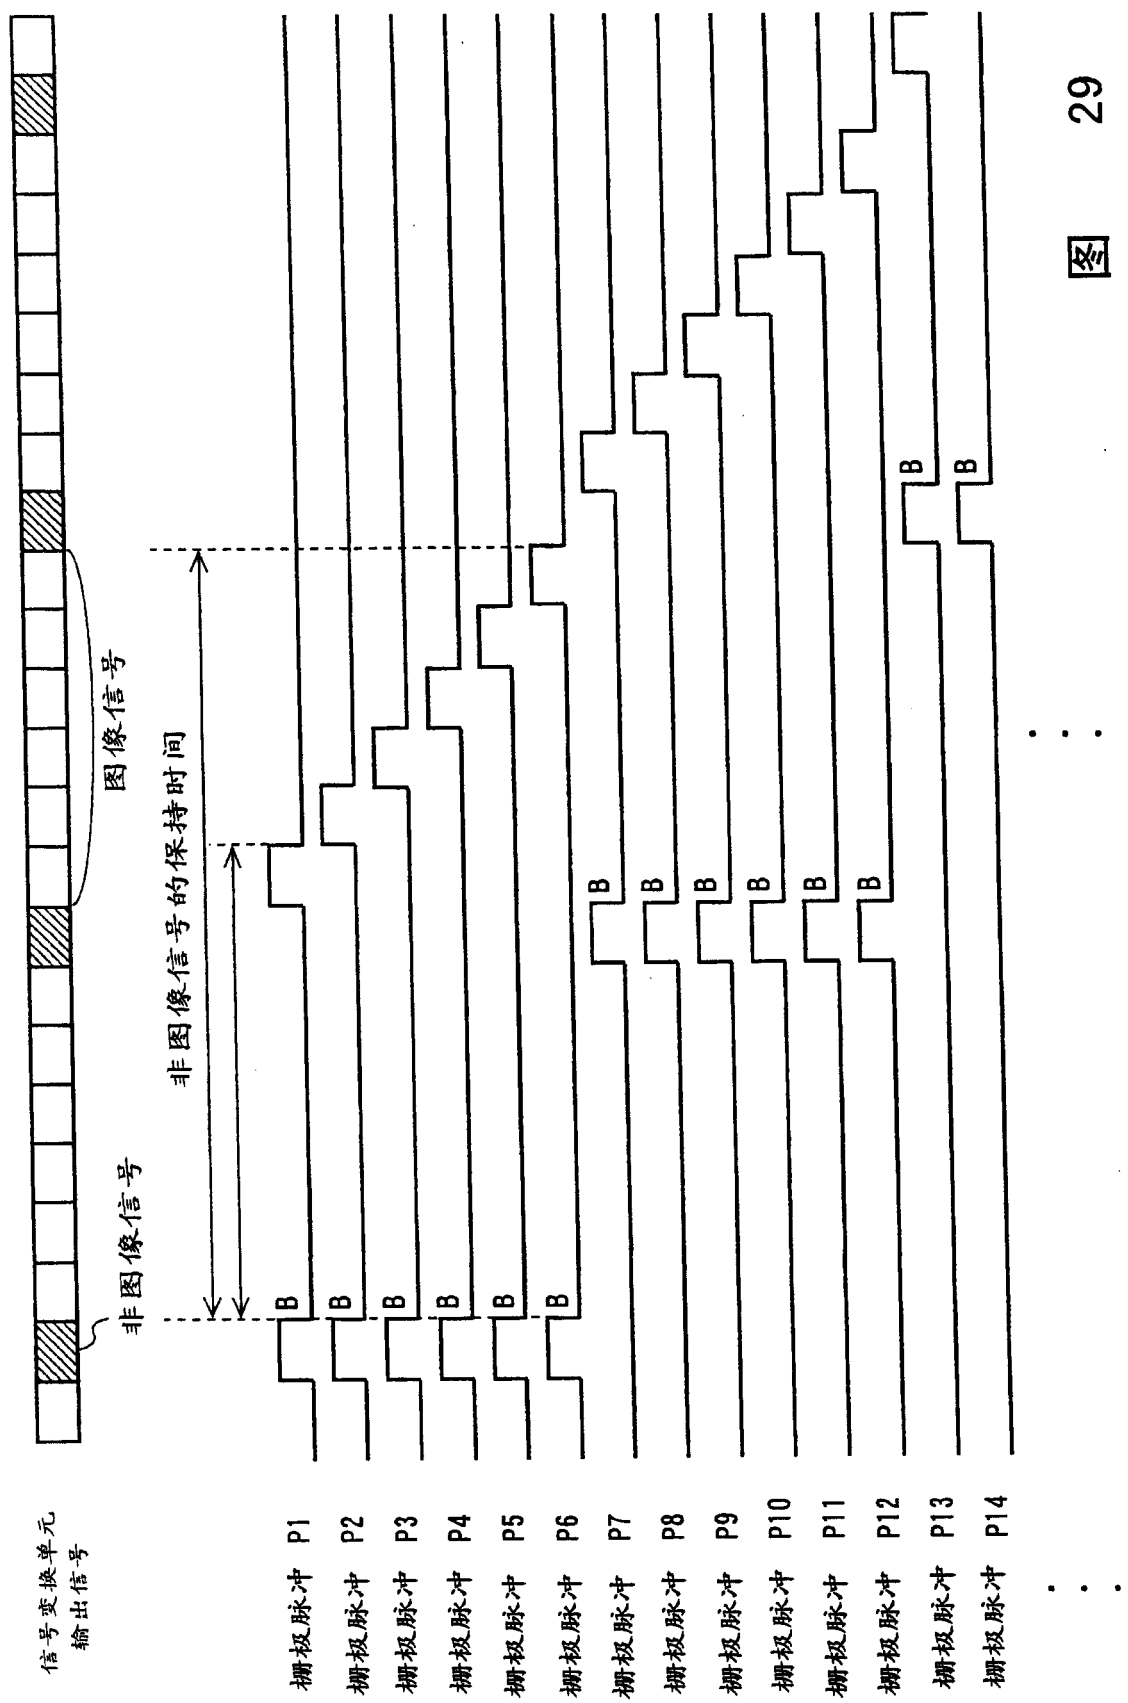 信号变换单元
输出信号
非图像信号
图像信号
非图像信号的保持时间
栅极脉冲 P1
B
栅极脉冲 P2
B
栅极脉冲 P3
B
栅极脉冲 P4
B
栅极脉冲 P5
B
栅极脉冲 P6
B
栅极脉冲 P7
B
栅极脉冲 P8
B
栅极脉冲 P9
B
栅极脉冲 P10
B
栅极脉冲 P11
B
栅极脉冲 P12
B
栅极脉冲 P13
B
栅极脉冲 P14
B
图 29